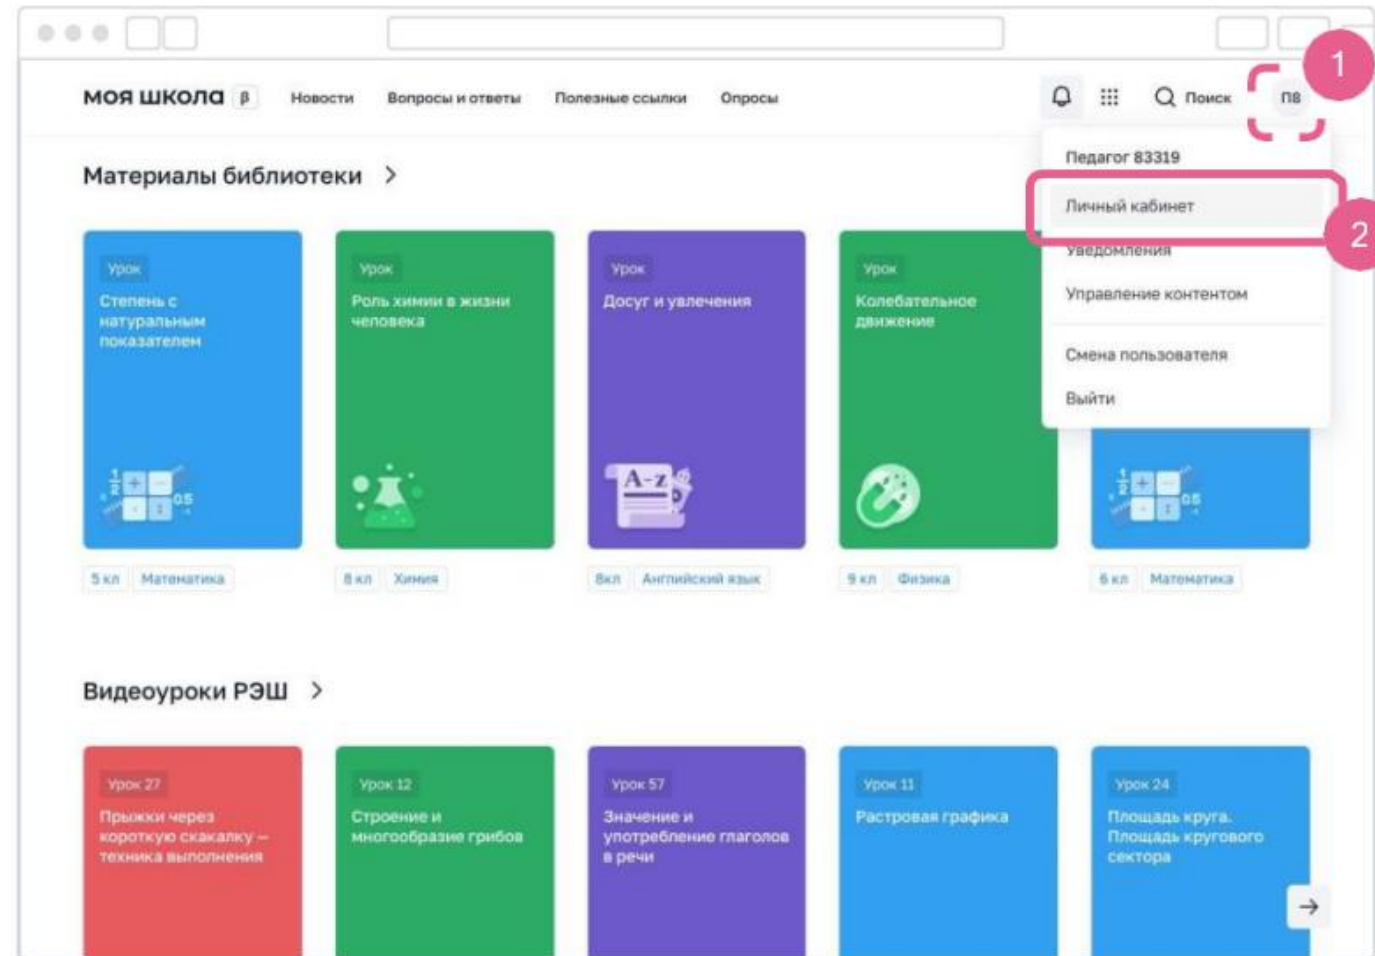 1
моя школа β Новости Вопросы и ответы Полезные ссылки Опросы Поиск П8
Педагог 83319
Материалы библиотеки
Личный кабинет
2
Уведомления
Управление контентом
Смена пользователя
Выйти
Урок
Степень с
натуральным
показателем
Урок
Роль химии в жизни
человека
Урок
Досуг и увлечения
A-z
Урок
Колебательное
движение
5 кл Математика
8 кл Химия
8кл Английский язык
9 кл Физика
6 кл Математика
Видеоуроки РЭШ
Урок 27
Прыжки через
короткую скакалку —
техника выполнения
Урок 12
Строение и
многообразие грибов
Урок 57
Значение и
употребление глаголов
в речи
Урок 11
Растровая графика
Урок 24
Площадь круга.
Площадь кругового
сектора